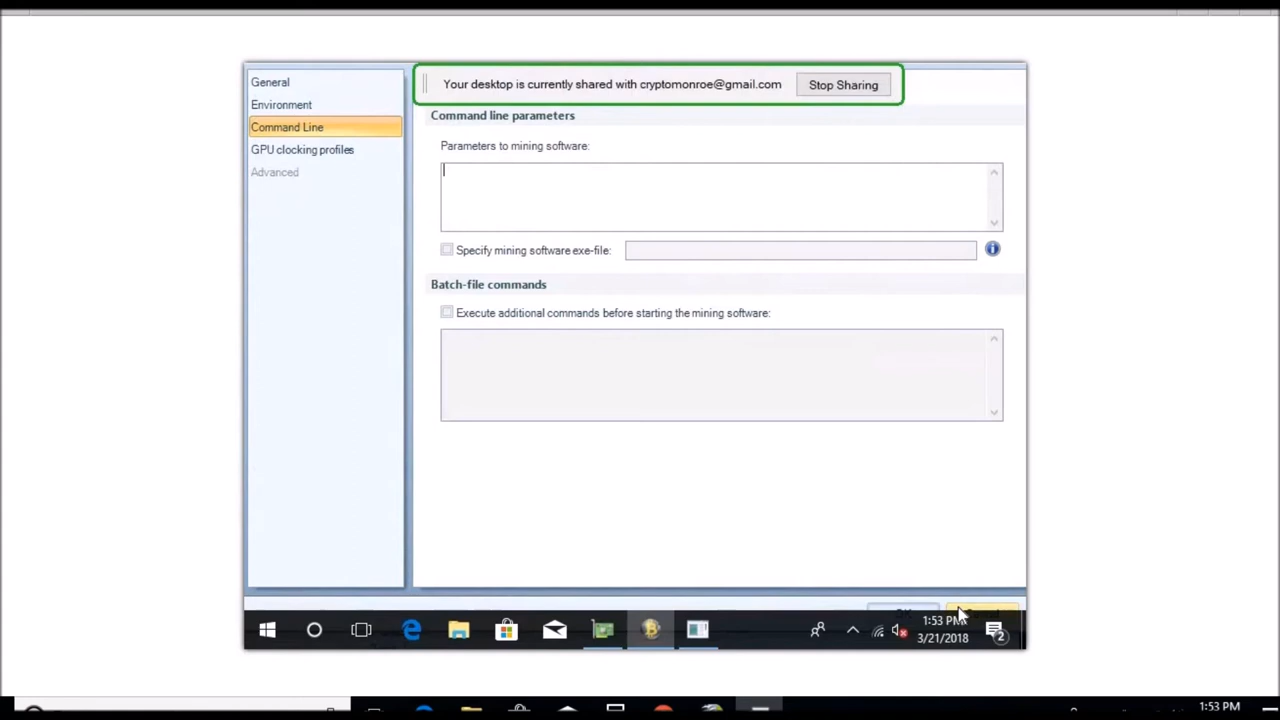 General
Environment
Command Line
GPU clocking profiles
Advanced
Your desktop is currently shared with cryptomonroe@gmail.com
Stop Sharing
Command line parameters
Parameters to mining software:
Specify mining software exe-file:
Batch-file commands
Execute additional commands before starting the mining software:
1:53 PM
3/21/2018
2
1:53 PM